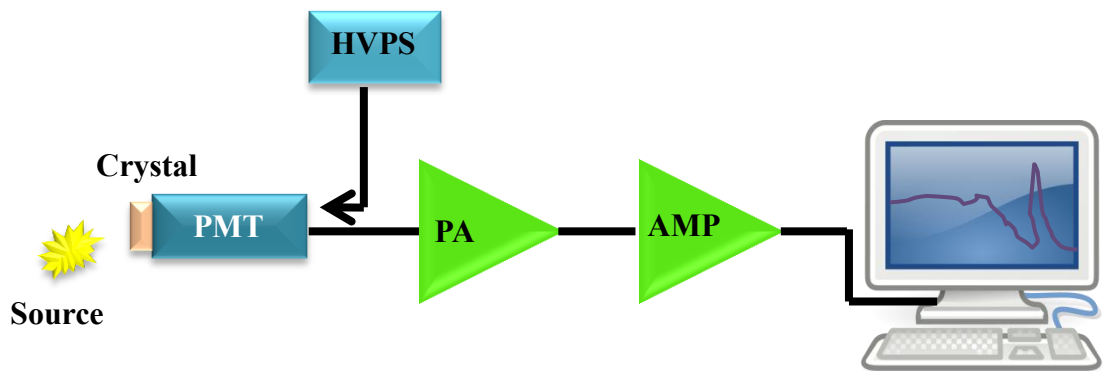 HVPS
Crystal
PMT
PA
AMP
Source